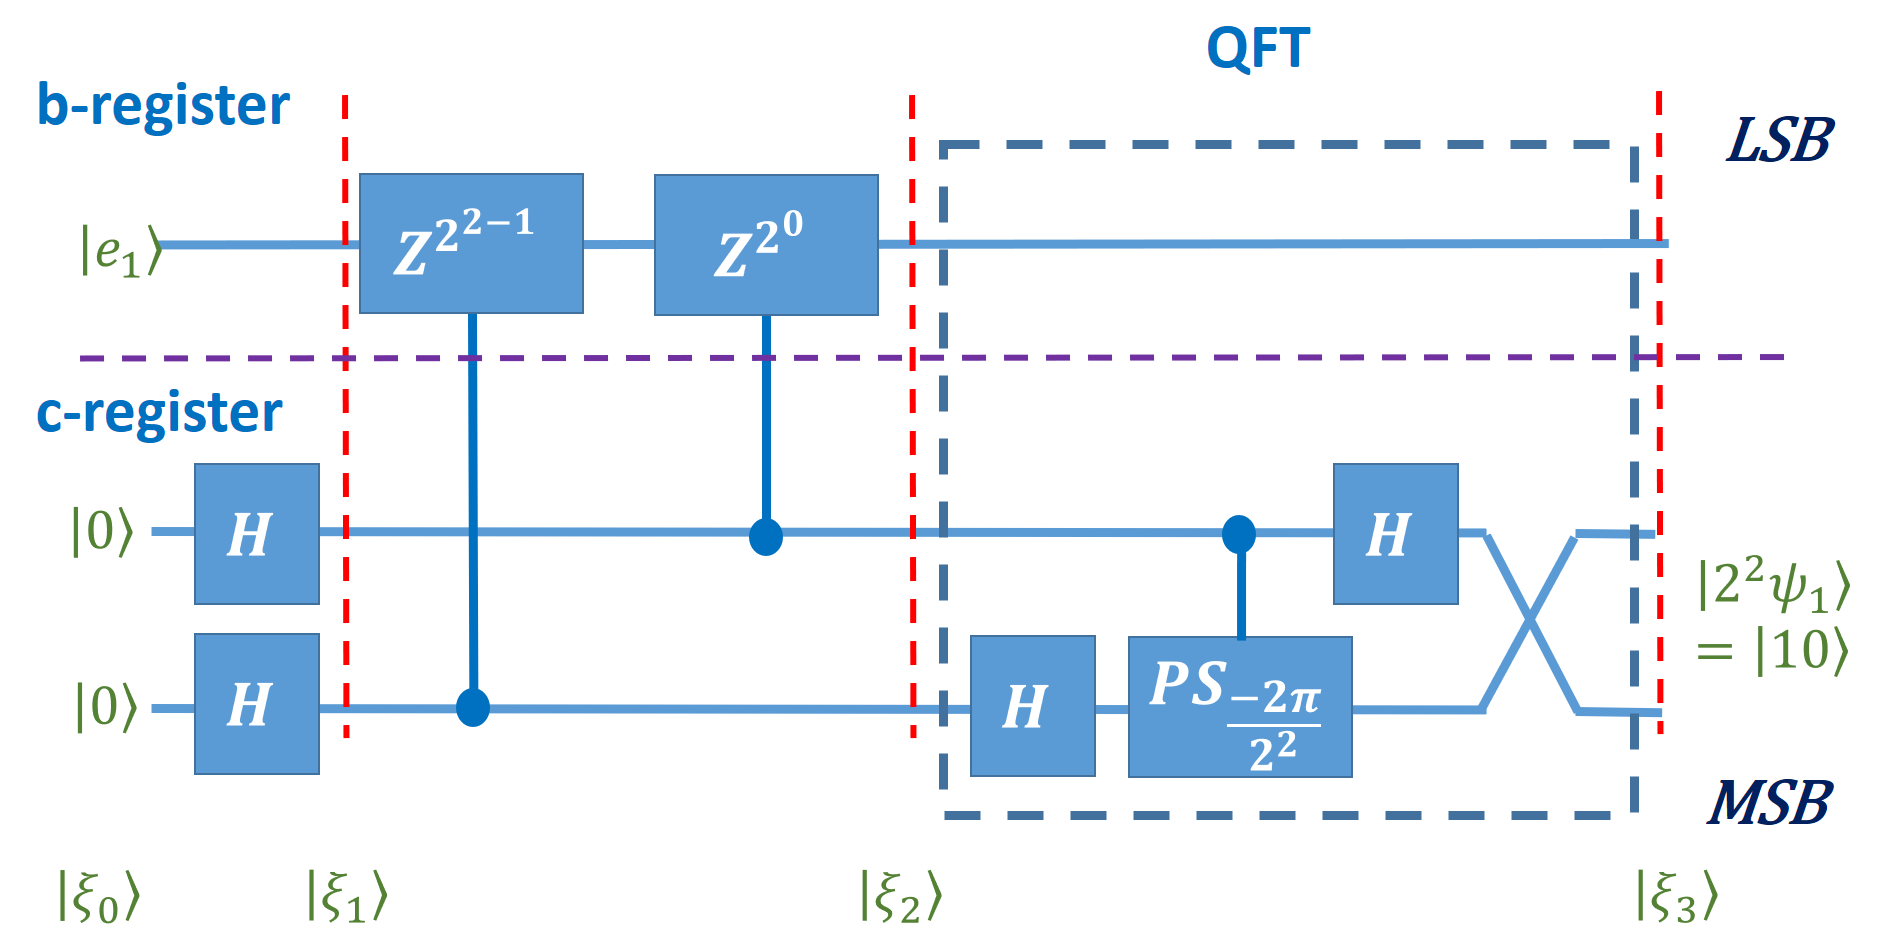 QFT
b-register
LSB
|e₁⟩
Z^{2^{2−1}}
Z^{2^0}
c-register
|0⟩
H
H
|2²ψ₁⟩
= |10⟩
|0⟩
H
H
PS_{\frac{−2π}{2²}}
MSB
|ξ₀⟩
|ξ₁⟩
|ξ₂⟩
|ξ₃⟩